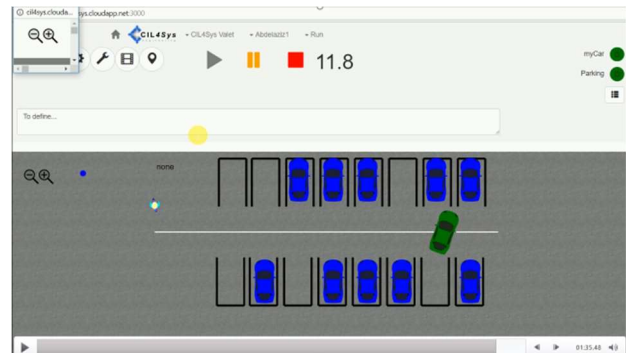 cil4sys.clouda...
sys.cloudapp.net:3000
CIL4Sys
CIL4Sys Valet
Abdelaziz1
Run
11.8
myCar
Parking
To define...
none
01:35.48